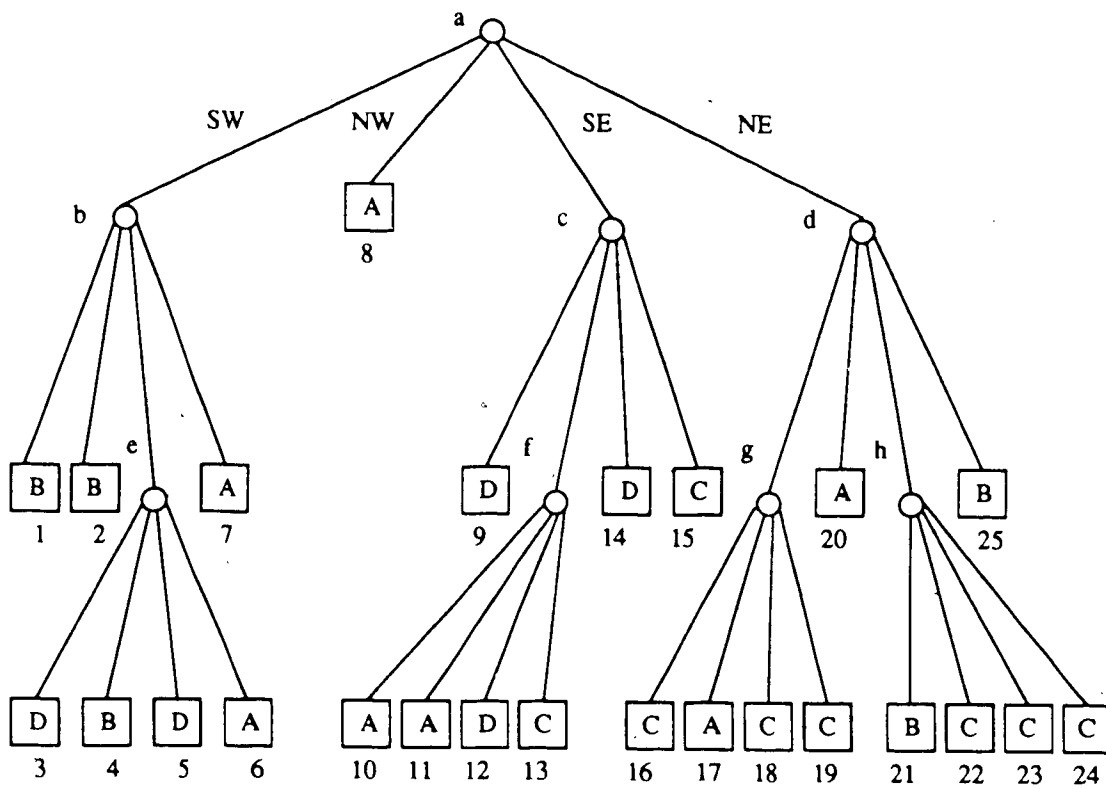 a
SW NW SE NE
b A c d
8
e f g h
B B A D D C A B
1 2 7 9 14 15 20 25
D B D A A A D C C A C C B C C C
3 4 5 6 10 11 12 13 16 17 18 19 21 22 23 24